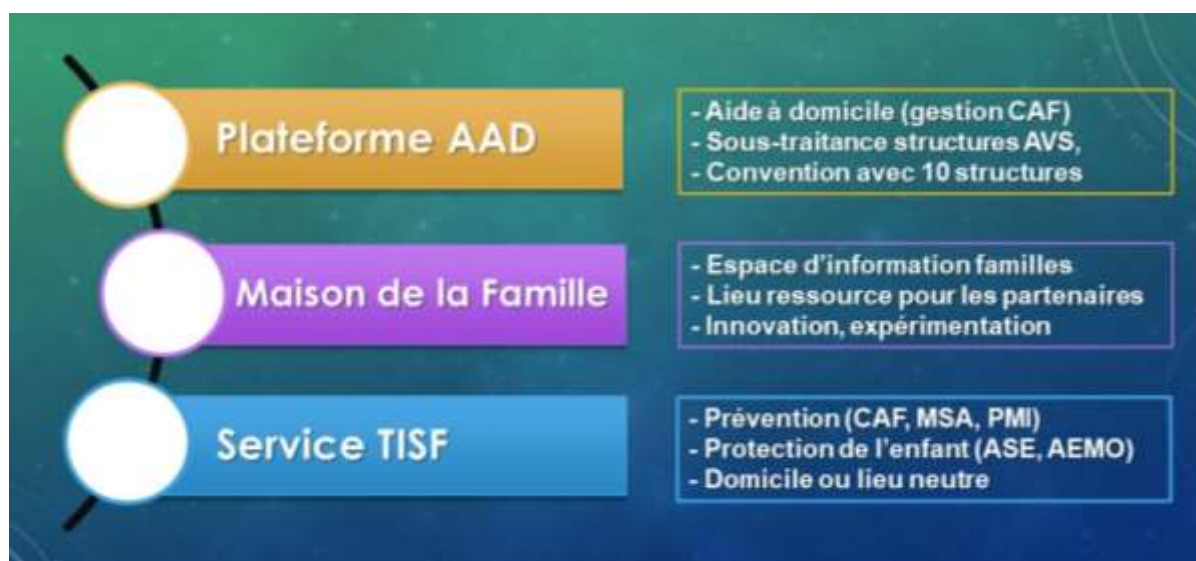 Plateforme AAD
- Aide à domicile (gestion CAF)
- Sous-traitance structures AVS,
- Convention avec 10 structures
Maison de la Famille
- Espace d'information familles
- Lieu ressource pour les partenaires
- Innovation, expérimentation
Service TISF
- Prévention (CAF, MSA, PMI)
- Protection de l'enfant (ASE, AEMO)
- Domicile ou lieu neutre